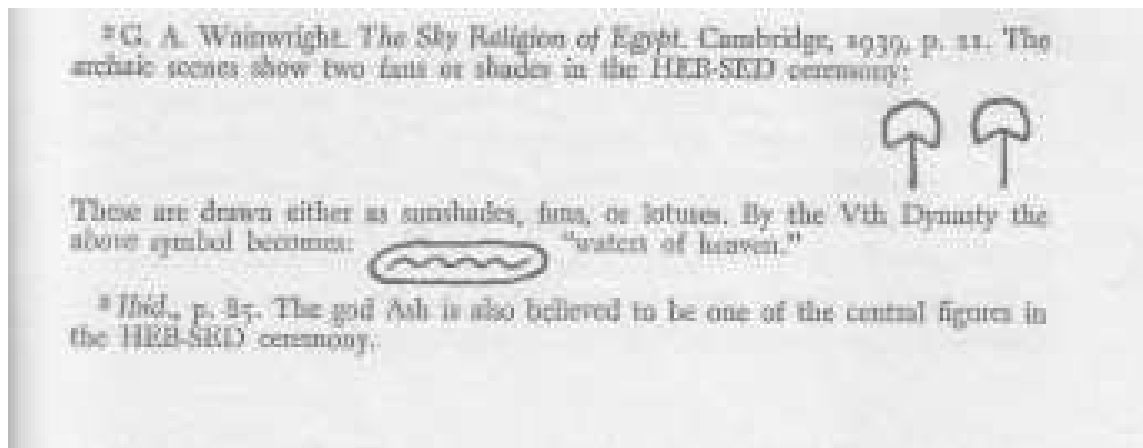 G. A. Wainwright. The Sky Religion of Egypt. Cambridge, 1939, p. 11. The
archaic scenes show two fans or shades in the HEB-SED ceremony:
These are drawn either as sunshades, fans, or lotuses. By the Vth Dynasty the
above symbol becomes: "waters of heaven."
Ibid., p. The god Ash is also believed to be one of the central figures in
the HEB-SED ceremony.